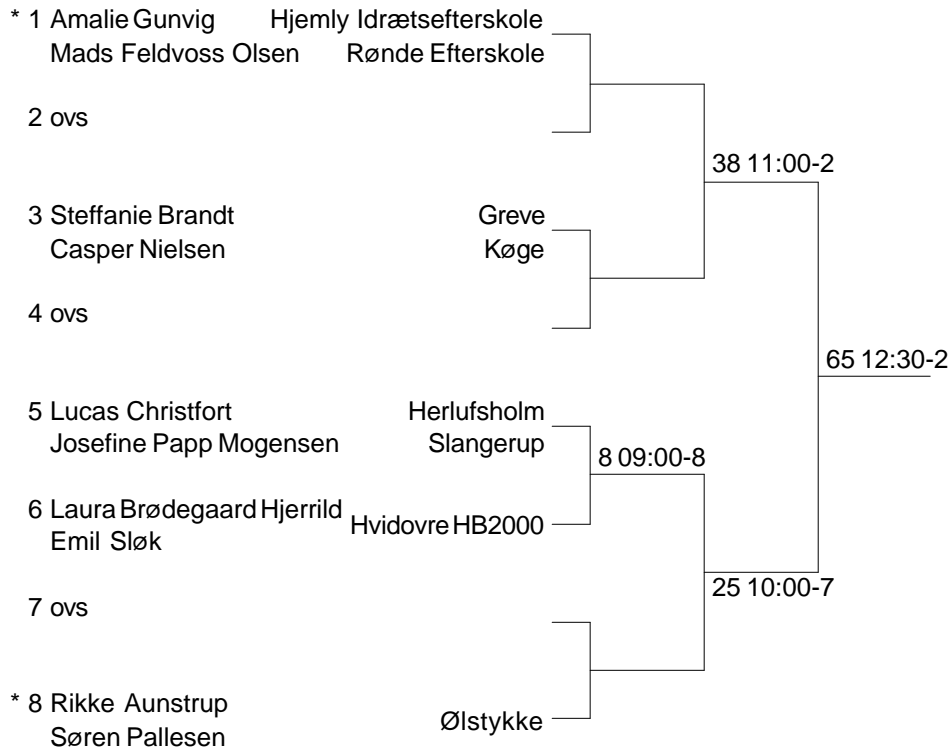 * 1 Amalie Gunvig Hjemly Idrætsefterskole
Mads Feldvoss Olsen Rønde Efterskole
2 ovs
38 11:00-2
3 Steffanie Brandt Greve
Casper Nielsen Køge
4 ovs
65 12:30-2
5 Lucas Christfort Herlufsholm
Josefine Papp Mogensen Slangerup
8 09:00-8
6 Laura Brødegaard Hjerrild Hvidovre HB2000
Emil Sløk
25 10:00-7
7 ovs
* 8 Rikke Aunstrup Ølstykke
Søren Pallesen